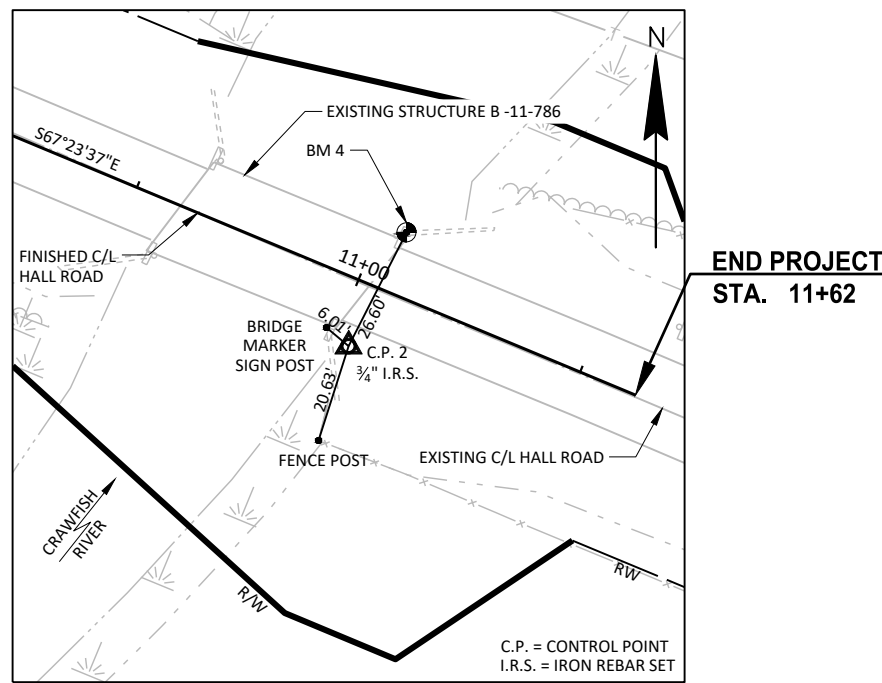 N
EXISTING STRUCTURE B -11-786
BM 4
S67°23'37"E
FINISHED C/L
HALL ROAD
11+00
END PROJECT
STA. 11+62
6.01'
26.60'
BRIDGE
MARKER
SIGN POST
C.P. 2
¾" I.R.S.
20.63'
FENCE POST
EXISTING C/L HALL ROAD
CRAWFISH
RIVER
R/W
RW
C.P. = CONTROL POINT
I.R.S. = IRON REBAR SET